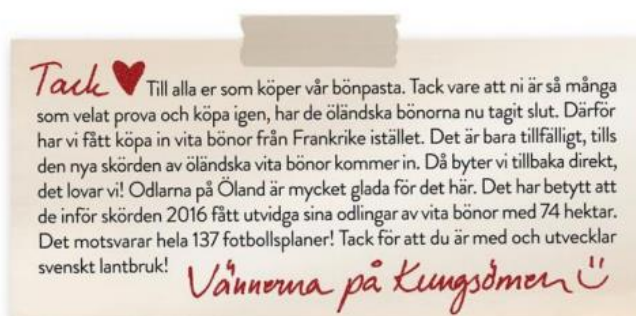 Tack ♥ Till alla er som köper vår bönpasta. Tack vare att ni är så många
som velat prova och köpa igen, har de öländska bönorna nu tagit slut. Därför
har vi fått köpa in vita bönor från Frankrike istället. Det är bara tillfälligt, tills
den nya skörden av öländska vita bönor kommer in. Då byter vi tillbaka direkt,
det lovar vi! Odlarna på Öland är mycket glada för det här. Det har betytt att
de inför skörden 2016 fått utvidga sina odlingar av vita bönor med 74 hektar.
Det motsvarar hela 137 fotbollsplaner! Tack för att du är med och utvecklar
svenskt lantbruk!
Vännerna på Kungsörnen